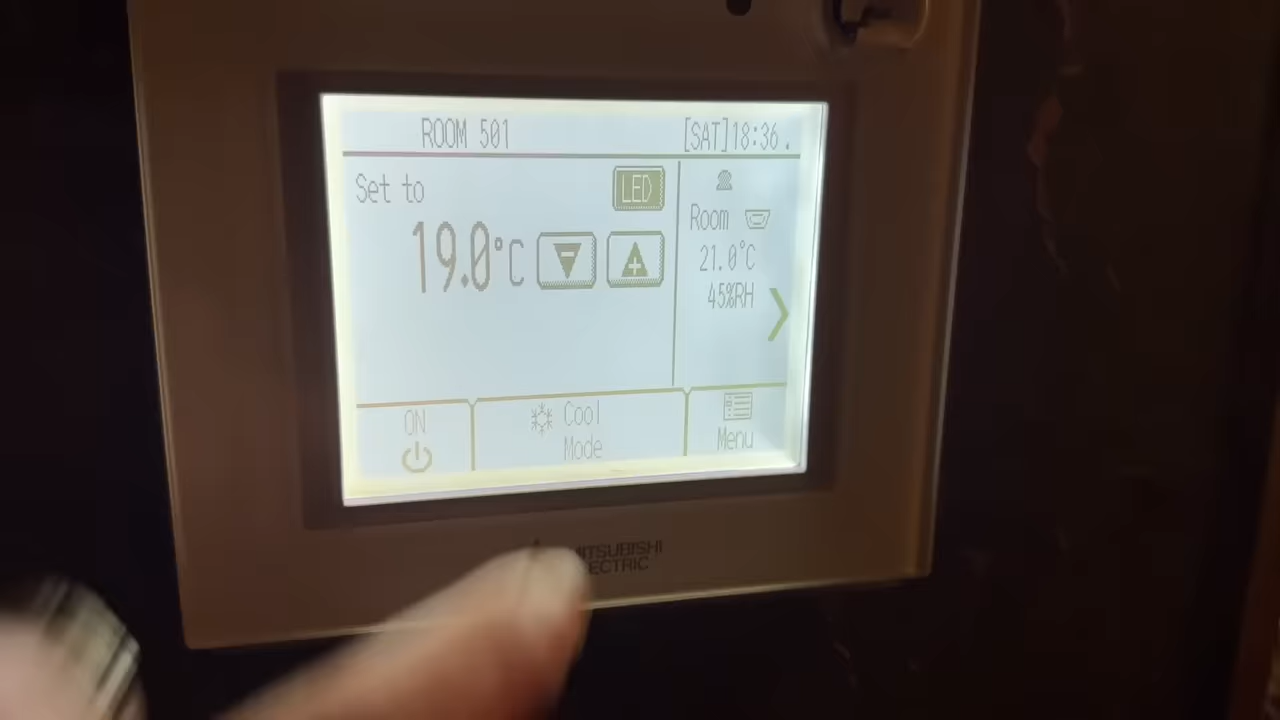 ROOM 501 [SAT]18:36.
Set to LED
19.0°C
Room
21.0°C
45%RH
ON
Cool
Mode
Menu
MITSUBISHI